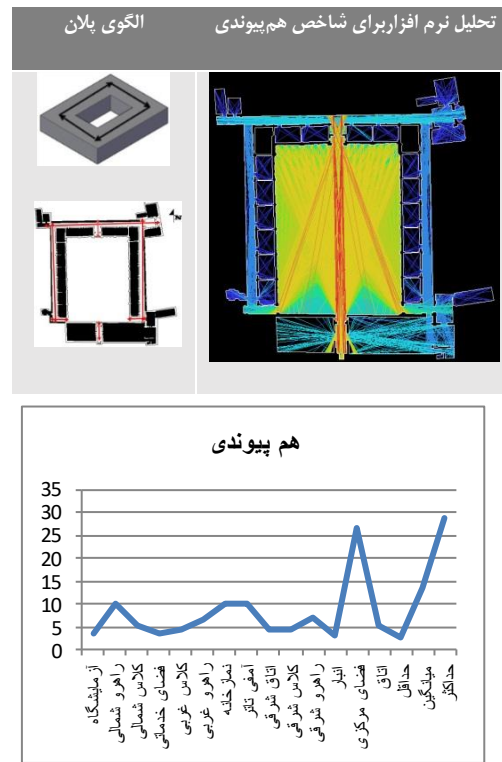 تحلیل نرم افزاربرای شاخص هم‌پیوندی
الگوی پلان
هم پیوندی
35
30
25
20
15
10
5
0
آزمایشگاه
راهرو شمالی
کلاس شمالی
فضای خدماتی
کلاس غربی
راهرو غربی
نمازخانه
آمفی تاتر
اتاق شرقی
کلاس شرقی
راهرو شرقی
انبار
فضای مرکزی
اتاق
حداقل
میانگین
حداکثر